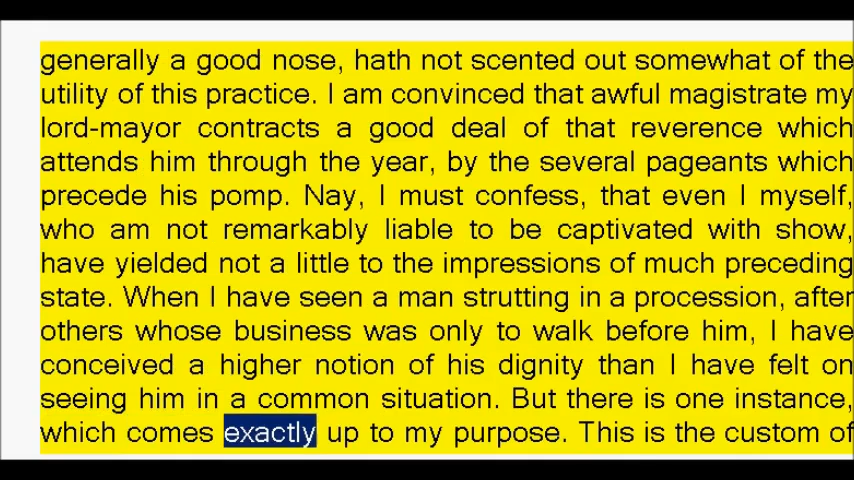 generally a good nose, hath not scented out somewhat of the
utility of this practice. I am convinced that awful magistrate my
lord-mayor contracts a good deal of that reverence which
attends him through the year, by the several pageants which
precede his pomp. Nay, I must confess, that even I myself,
who am not remarkably liable to be captivated with show,
have yielded not a little to the impressions of much preceding
state. When I have seen a man strutting in a procession, after
others whose business was only to walk before him, I have
conceived a higher notion of his dignity than I have felt on
seeing him in a common situation. But there is one instance,
which comes exactly up to my purpose. This is the custom of